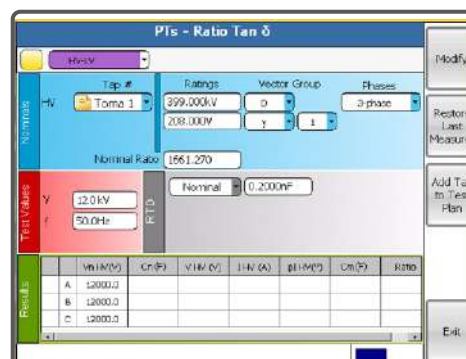 PTs - Ratio Tan δ
HV-LV
Modify
Tap #
Ratings
Vector Group
Phases
Nominals
HV
Toma 1
399.000kV
D
3-phase
208.000V
y
1
Restore
Last
Measure
Nominal Ratio
1661.270
Add Ta
to Test
Plan
Test Values
V
12.0kV
f
50.0Hz
RTD
Nominal
0.2000nF
Results
Vn HV(V)
Cn (F)
V HV (V)
I HV (A)
pI HV(°)
Cm (F)
Ratio
A
12000.0
B
12000.0
C
12000.0
Exit